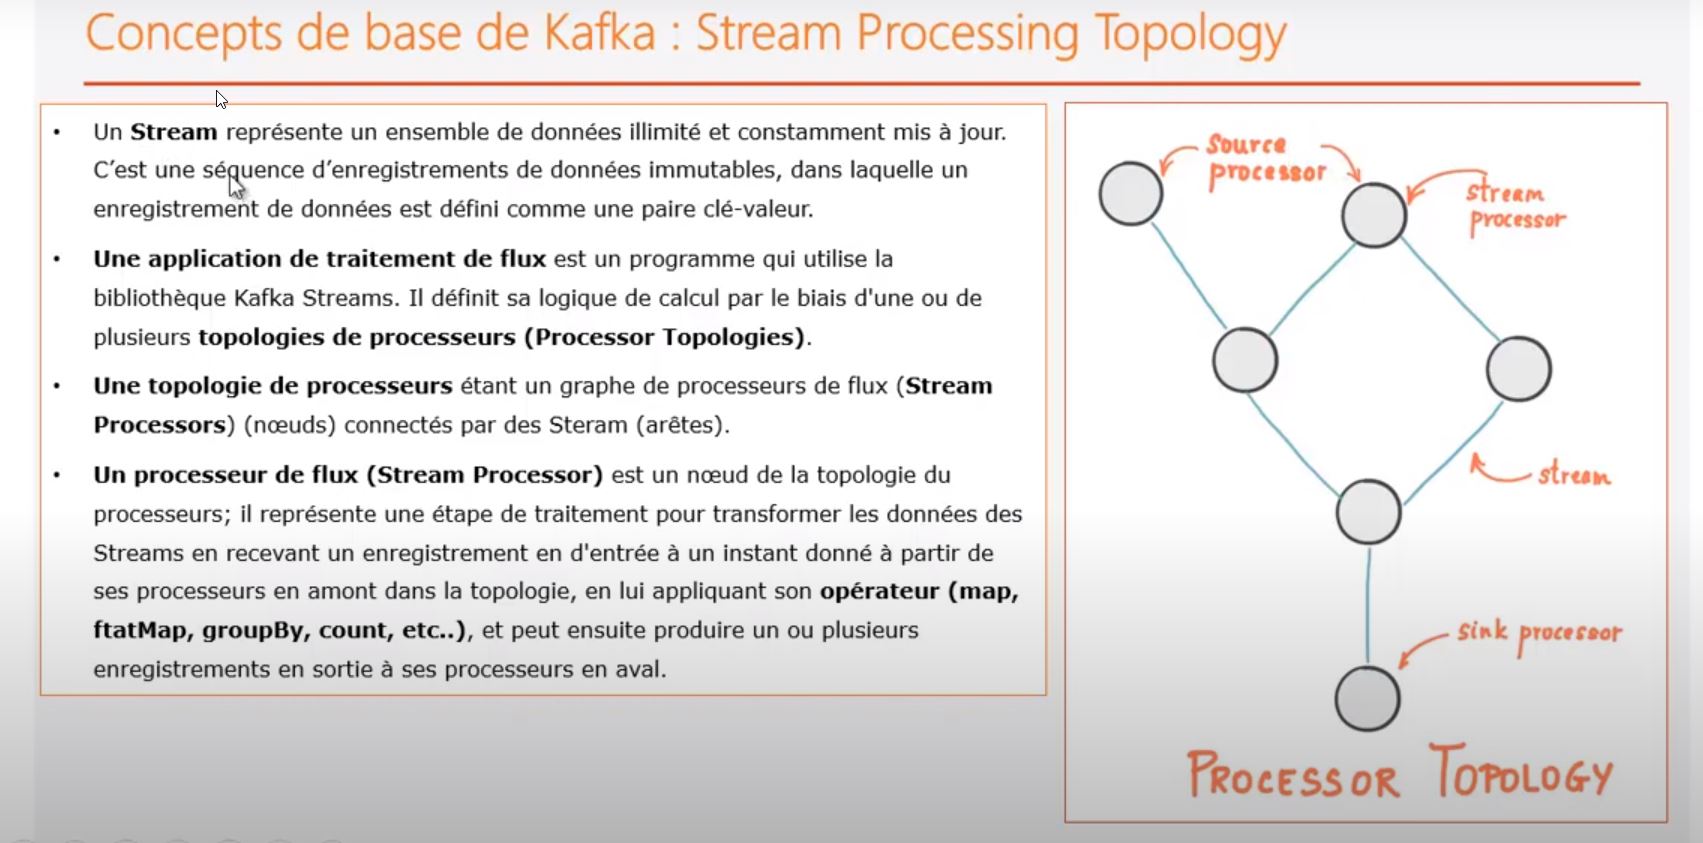 Concepts de base de Kafka : Stream Processing Topology
• Un Stream représente un ensemble de données illimité et constamment mis à jour.
C’est une séquence d’enregistrements de données immutables, dans laquelle un
enregistrement de données est défini comme une paire clé-valeur.
• Une application de traitement de flux est un programme qui utilise la
bibliothèque Kafka Streams. Il définit sa logique de calcul par le biais d'une ou de
plusieurs topologies de processeurs (Processor Topologies).
• Une topologie de processeurs étant un graphe de processeurs de flux (Stream
Processors) (nœuds) connectés par des Steram (arêtes).
• Un processeur de flux (Stream Processor) est un nœud de la topologie du
processeurs; il représente une étape de traitement pour transformer les données des
Streams en recevant un enregistrement en d'entrée à un instant donné à partir de
ses processeurs en amont dans la topologie, en lui appliquant son opérateur (map,
ftatMap, groupBy, count, etc..), et peut ensuite produire un ou plusieurs
enregistrements en sortie à ses processeurs en aval.
Source
processor
stream
processor
stream
sink processor
PROCESSOR TOPOLOGY